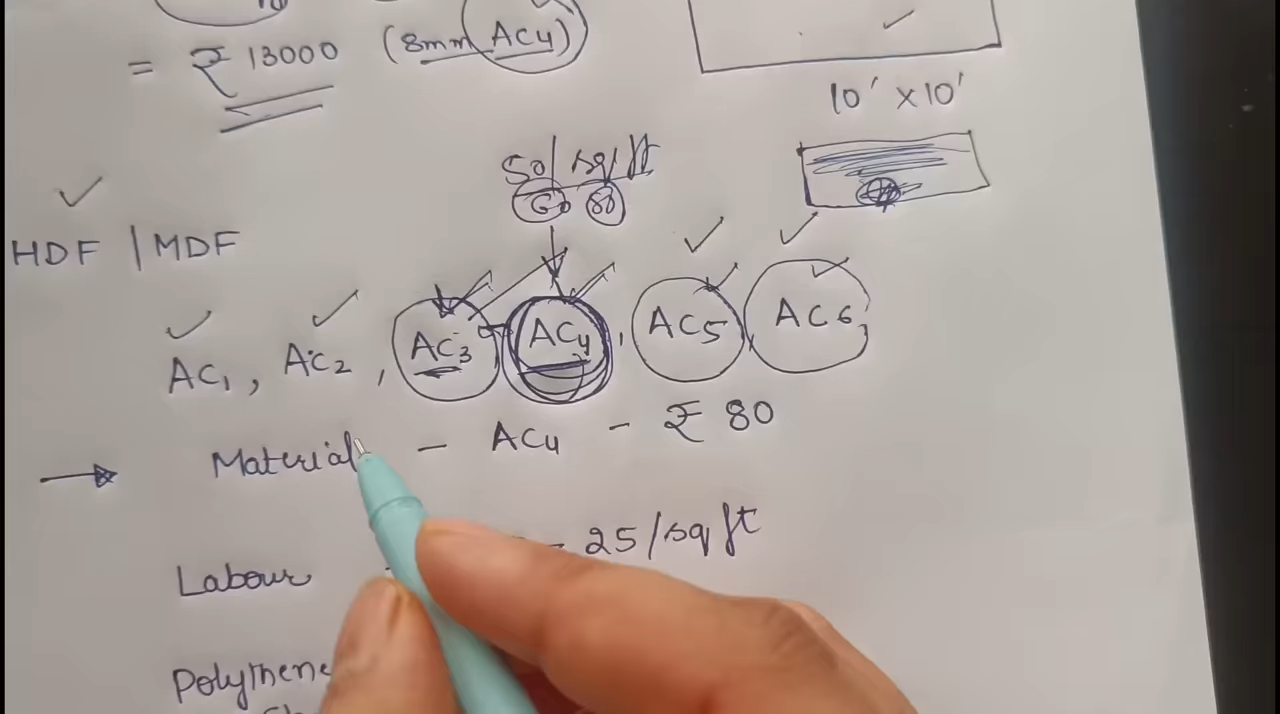 = ₹ 13000 (8mm AC4)
10' x 10'
50/sq ft
60 80
HDF | MDF
AC1, AC2, AC3, AC4, AC5, AC6,
Material - AC4 - ₹ 80
Labour - 25/sq ft
Polythene